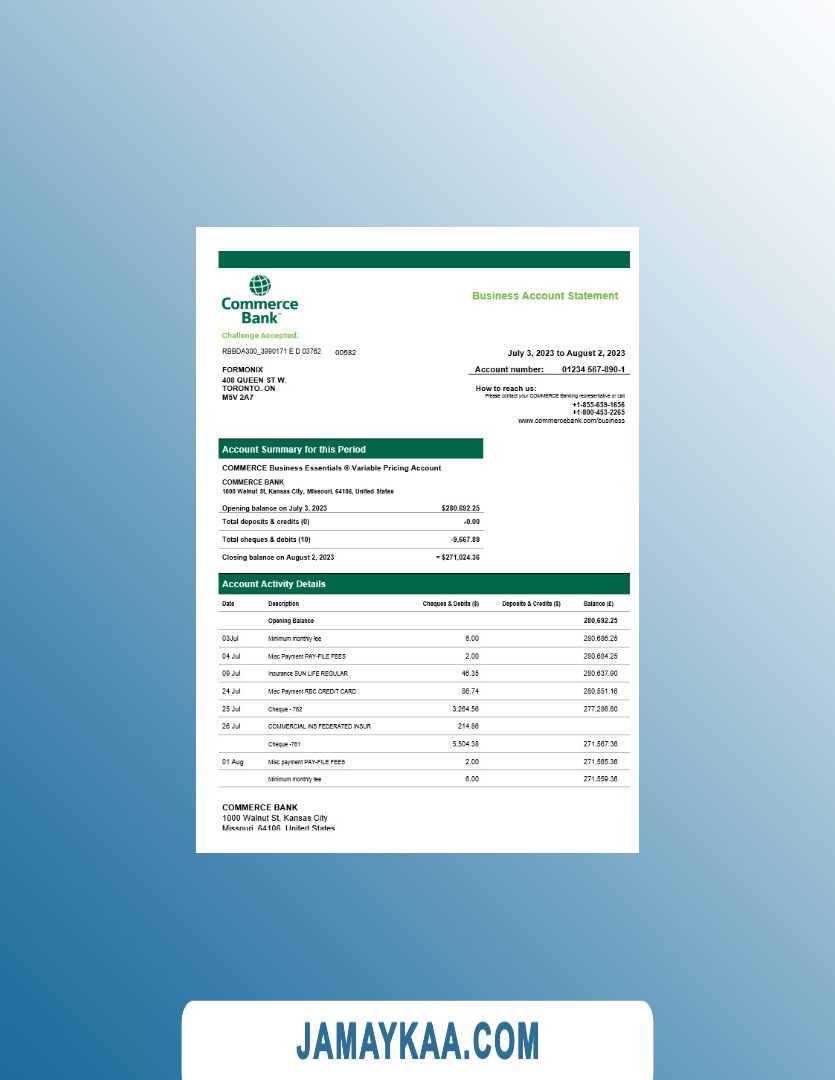 Commerce
Bank™
Challenge Accepted.
Business Account Statement
RBBDA300_3990171 E D 03762 00582
July 3, 2023 to August 2, 2023
FORMONIX
Account number: 01234 567-890-1
408 QUEEN ST W.
TORONTO. ON
M5V 2A7
How to reach us:
Please contact your COMMERCE Banking representative or call
+1-855-659-1656
+1-800-453-2265
www.commercebank.com/business
Account Summary for this Period
COMMERCE Business Essentials ® Variable Pricing Account
COMMERCE BANK
1000 Walnut St, Kansas City, Missouri, 64106, United States
Opening balance on July 3, 2023 $280,692.25
Total deposits & credits (0) -0.00
Total cheques & debits (10) -9,667.89
Closing balance on August 2, 2023 = $271,024.36
Account Activity Details
Date Description Cheques & Debits ($) Deposits & Credits ($) Balance (£)
Opening Balance 280,692.25
03Jul Minimum monthly fee 6.00 280,686.25
04 Jul Misc Payment PAY-FILE FEES 2.00 280,684.25
09 Jul Insurance SUN LIFE REGULAR 46.35 280,637.90
24 Jul Misc Payment RBC CREDIT CARD 86,74 280,551.16
25 Jul Cheque - 762 3,264.56 277,286.60
26 Jul COMMERCIAL INS FEDERATED INSUR 214.86
Cheque -761 5,504.38 271,567.36
01 Aug Misc payment PAY-FILE FEES 2.00 271,565.36
Minimum monthly fee 6.00 271,559.36
COMMERCE BANK
1000 Walnut St, Kansas City
Missouri, 64106, United States
JAMAYKAA.COM